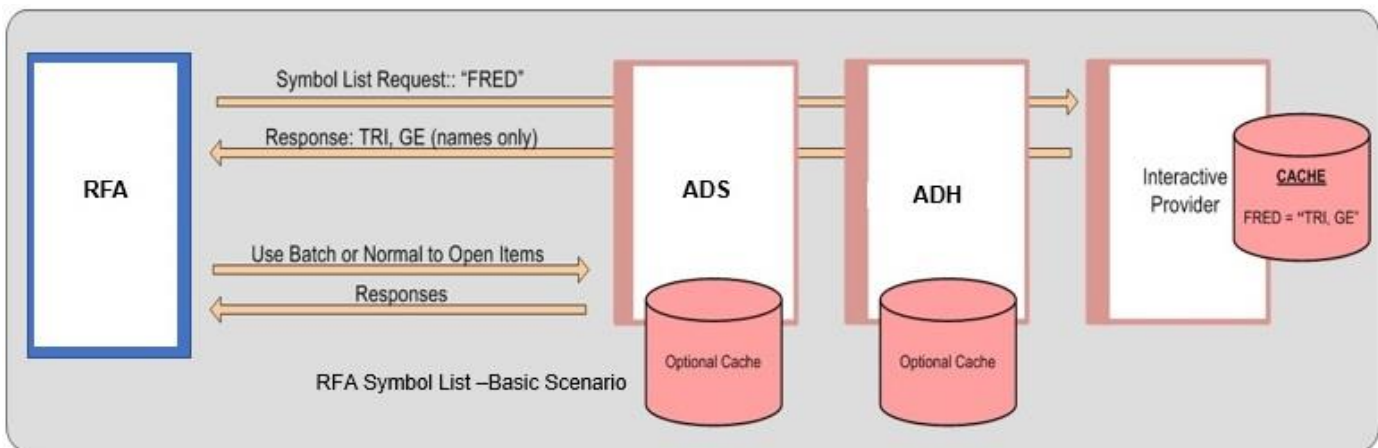 Symbol List Request:: “FRED”
Response: TRI, GE (names only)
RFA
ADS
ADH
Interactive
Provider
CACHE
FRED = “TRI, GE”
Use Batch or Normal to Open Items
Responses
Optional Cache
Optional Cache
RFA Symbol List –Basic Scenario